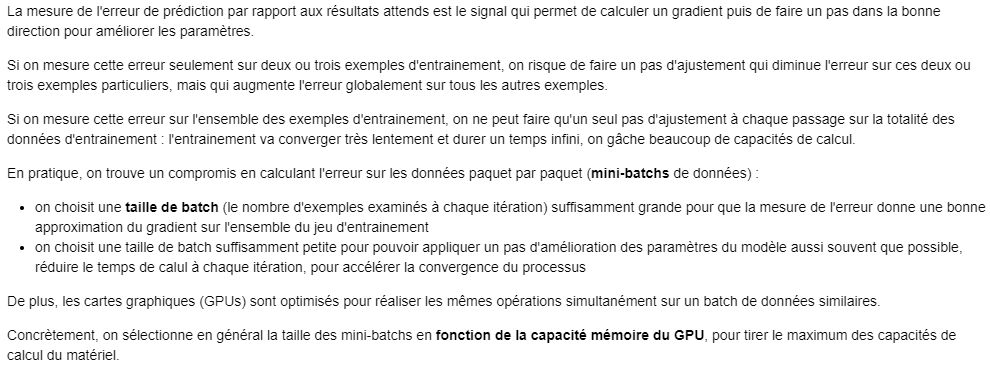 La mesure de l'erreur de prédiction par rapport aux résultats attends est le signal qui permet de calculer un gradient puis de faire un pas dans la bonne
direction pour améliorer les paramètres.
Si on mesure cette erreur seulement sur deux ou trois exemples d'entrainement, on risque de faire un pas d'ajustement qui diminue l'erreur sur ces deux ou
trois exemples particuliers, mais qui augmente l'erreur globalement sur tous les autres exemples.
Si on mesure cette erreur sur l'ensemble des exemples d'entrainement, on ne peut faire qu'un seul pas d'ajustement à chaque passage sur la totalité des
données d'entrainement : l'entrainement va converger très lentement et durer un temps infini, on gâche beaucoup de capacités de calcul.
En pratique, on trouve un compromis en calculant l'erreur sur les données paquet par paquet (mini-batchs de données) :
• on choisit une taille de batch (le nombre d'exemples examinés à chaque itération) suffisamment grande pour que la mesure de l'erreur donne une bonne
approximation du gradient sur l'ensemble du jeu d'entrainement
• on choisit une taille de batch suffisamment petite pour pouvoir appliquer un pas d'amélioration des paramètres du modèle aussi souvent que possible,
réduire le temps de calul à chaque itération, pour accélérer la convergence du processus
De plus, les cartes graphiques (GPUs) sont optimisés pour réaliser les mêmes opérations simultanément sur un batch de données similaires.
Concrètement, on sélectionne en général la taille des mini-batchs en fonction de la capacité mémoire du GPU, pour tirer le maximum des capacités de
calcul du matériel.